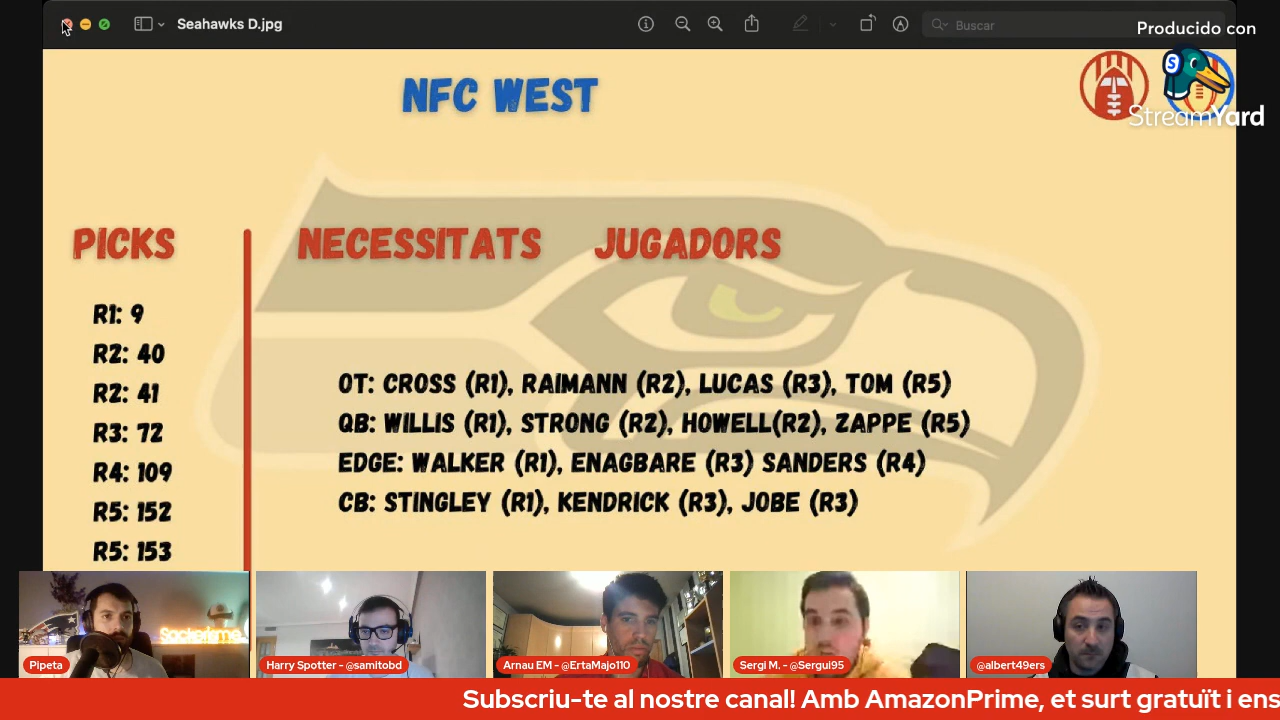 Seahawks D.jpg
Buscar
Producido con
StreamYard
NFC WEST
PICKS
NECESSITATS
JUGADORS
R1: 9
R2: 40
R2: 41
R3: 72
R4: 109
R5: 152
R5: 153
OT: CROSS (R1), RAIMANN (R2), LUCAS (R3), TOM (R5)
QB: WILLIS (R1), STRONG (R2), HOWELL(R2), ZAPPE (R5)
EDGE: WALKER (R1), ENAGBARE (R3) SANDERS (R4)
CB: STINGLEY (R1), KENDRICK (R3), JOBE (R3)
Pipeta
Harry Spotter - @samitobd
Arnau EM - @ErtaMajo110
Sergi M. - @Sergui95
@albert49ers
Subscriu-te al nostre canal! Amb AmazonPrime, et surt gratuït i ens